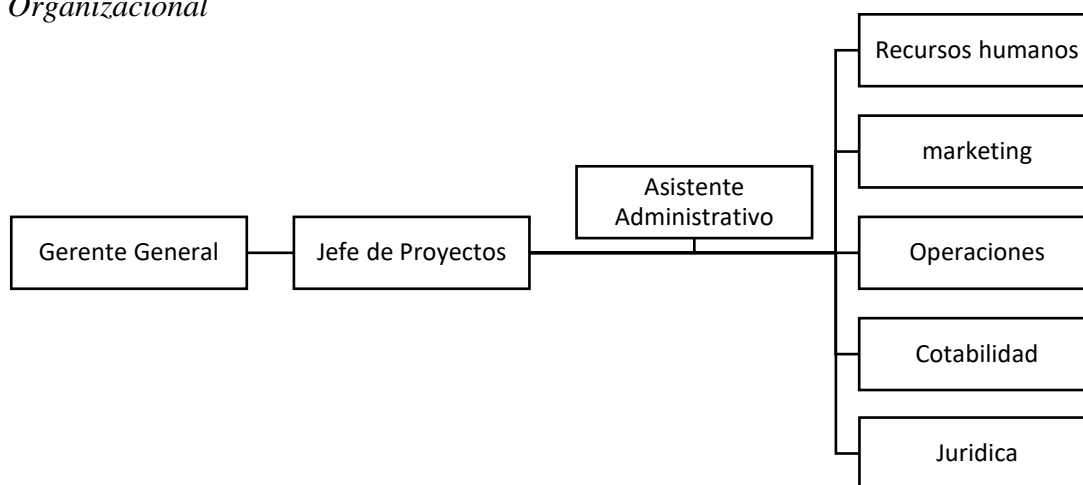 Organizacional
Recursos humanos
marketing
Asistente
Administrativo
Gerente General
Jefe de Proyectos
Operaciones
Cotabilidad
Juridica